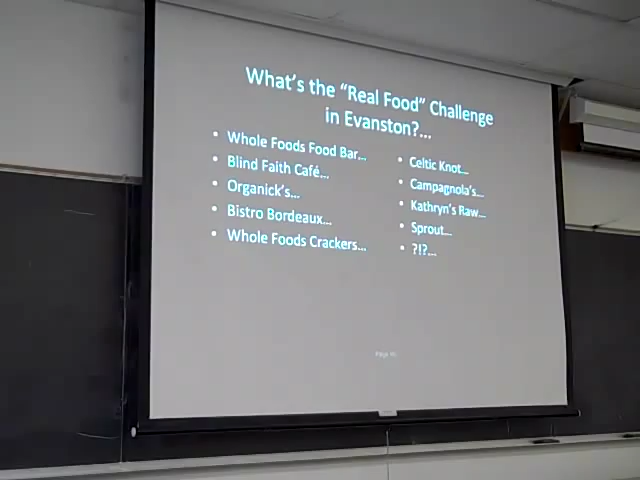 What's the “Real Food” Challenge
in Evanston?...
• Whole Foods Food Bar...
• Blind Faith Café...
• Organick's...
• Bistro Bordeaux...
• Whole Foods Crackers...
• Celtic Knot...
• Campagnola's...
• Kathryn's Raw...
• Sprout...
• ?!?...
Page